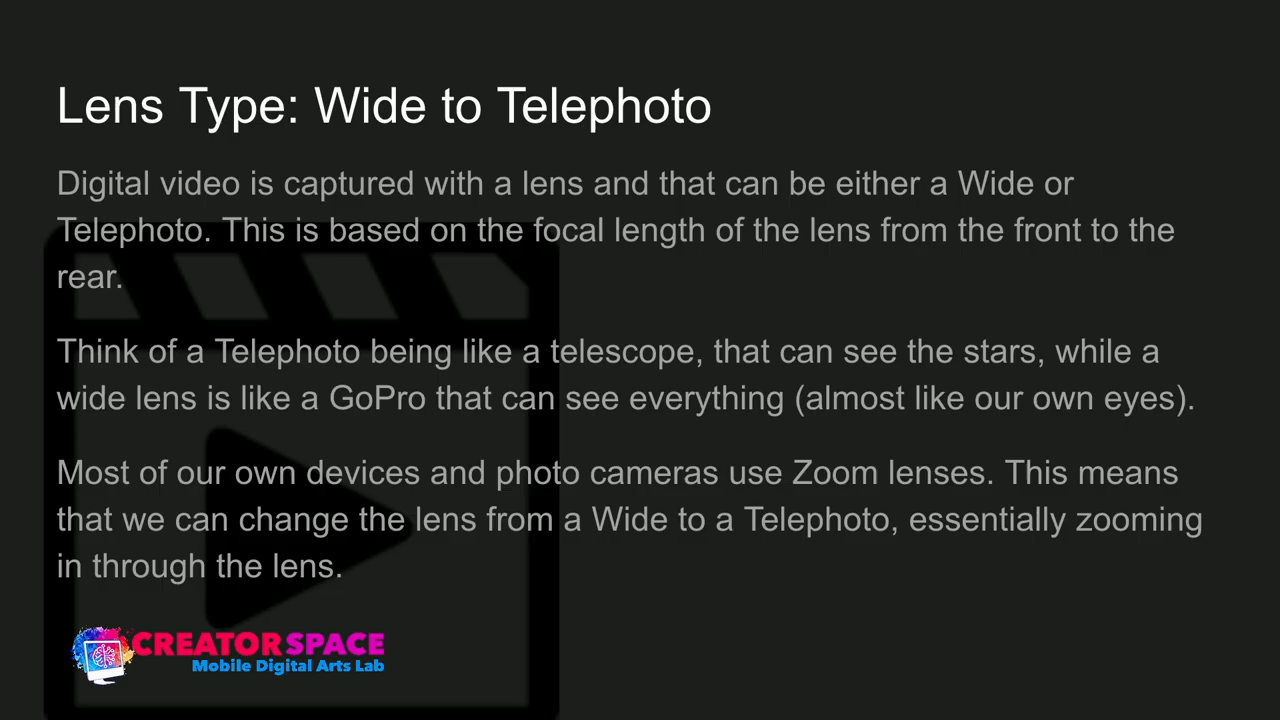 Lens Type: Wide to Telephoto
Digital video is captured with a lens and that can be either a Wide or
Telephoto. This is based on the focal length of the lens from the front to the
rear.
Think of a Telephoto being like a telescope, that can see the stars, while a
wide lens is like a GoPro that can see everything (almost like our own eyes).
Most of our own devices and photo cameras use Zoom lenses. This means
that we can change the lens from a Wide to a Telephoto, essentially zooming
in through the lens.
CREATORSPACE
Mobile Digital Arts Lab